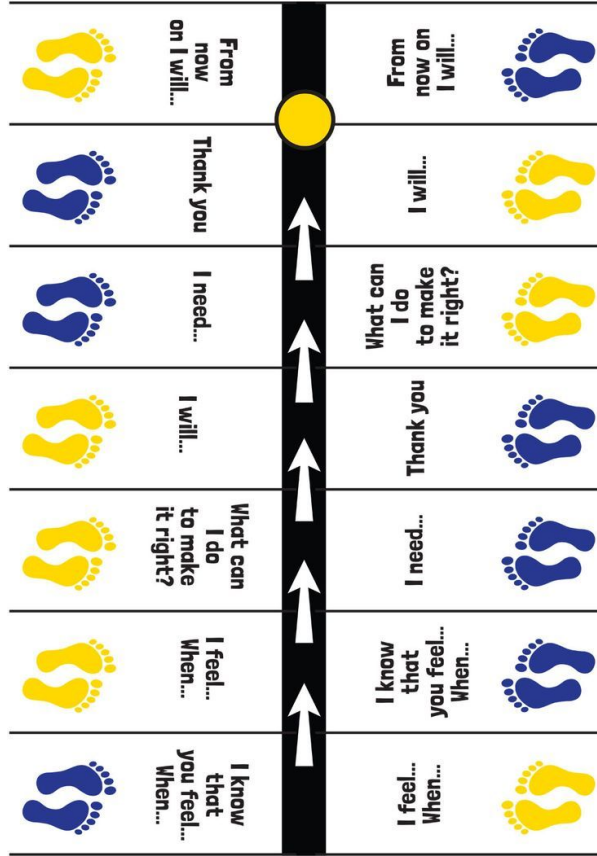 From
now
on I will...
Thank you
I need...
I will...
What can
I do
to make
it right?
I feel...
When...
I know
that
you feel...
When...
From
now on
I will...
I will...
What can
I do
to make
it right?
Thank you
I need...
I know
that
you feel...
When...
I feel...
When...